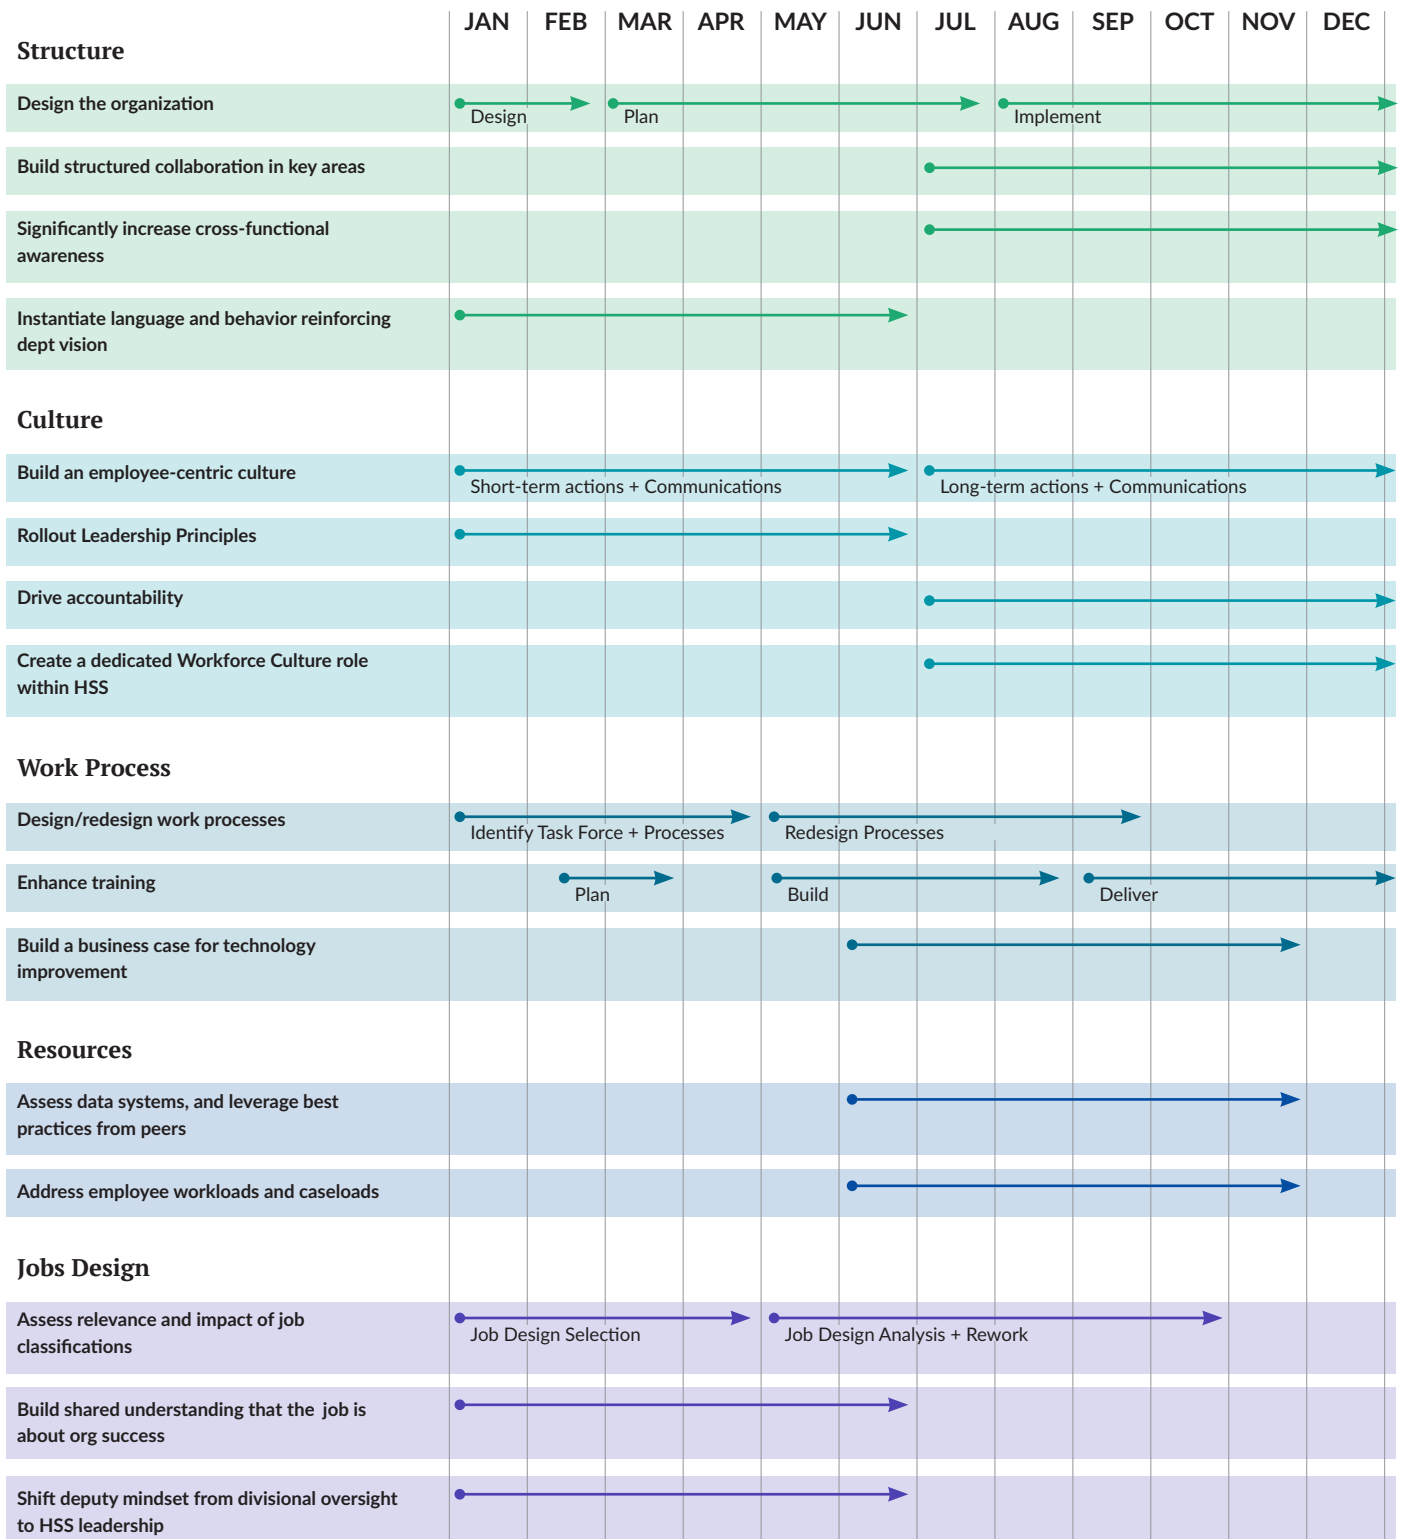 JAN FEB MAR APR MAY JUN JUL AUG SEP OCT NOV DEC
Structure
Design the organization
Design
Plan
Implement
Build structured collaboration in key areas
Significantly increase cross-functional
awareness
Instantiate language and behavior reinforcing
dept vision
Culture
Build an employee-centric culture
Short-term actions + Communications
Long-term actions + Communications
Rollout Leadership Principles
Drive accountability
Create a dedicated Workforce Culture role
within HSS
Work Process
Design/redesign work processes
Identify Task Force + Processes
Redesign Processes
Enhance training
Plan
Build
Deliver
Build a business case for technology
improvement
Resources
Assess data systems, and leverage best
practices from peers
Address employee workloads and caseloads
Jobs Design
Assess relevance and impact of job
classifications
Job Design Selection
Job Design Analysis + Rework
Build shared understanding that the job is
about org success
Shift deputy mindset from divisional oversight
to HSS leadership